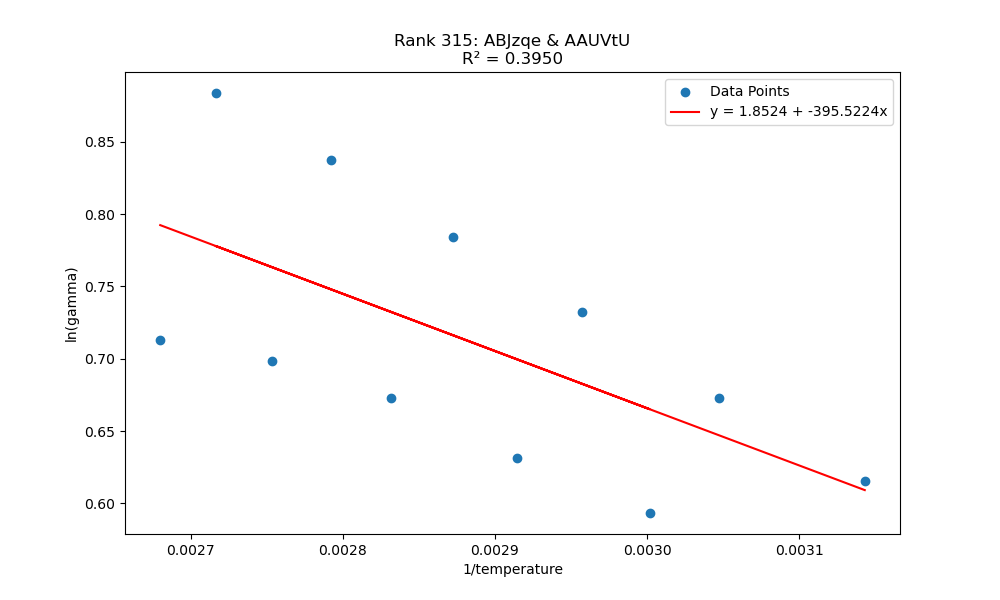 Rank 315: ABJzqe & AAUVtU
R² = 0.3950
Data Points
y = 1.8524 + -395.5224x
ln(gamma)
0.85
0.80
0.75
0.70
0.65
0.60
0.0027 0.0028 0.0029 0.0030 0.0031
1/temperature